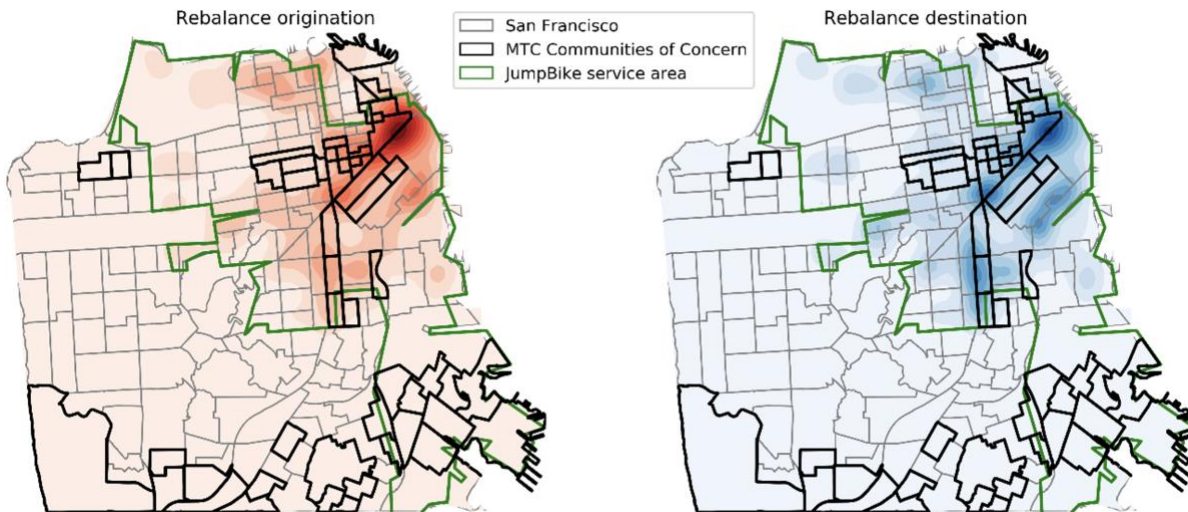 Rebalance origination
San Francisco
MTC Communities of Concern
JumpBike service area
Rebalance destination